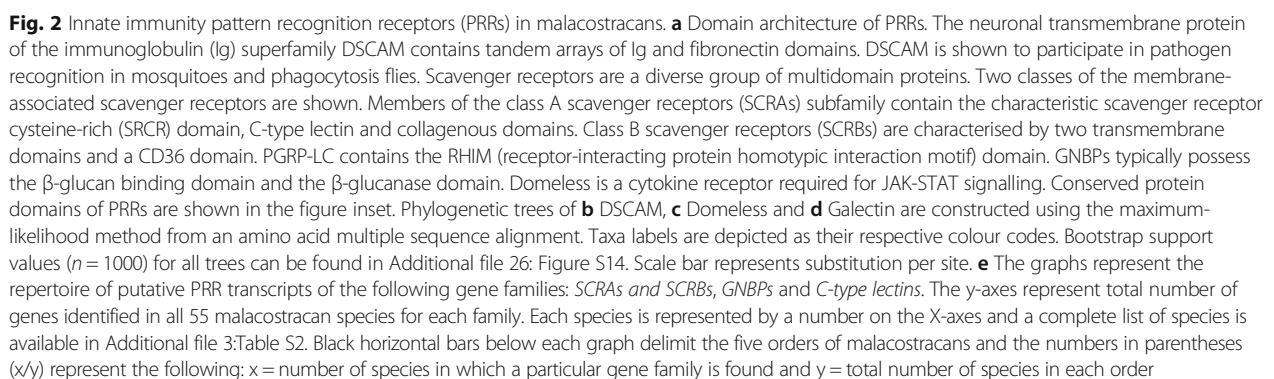 Fig. 2 Innate immunity pattern recognition receptors (PRRs) in malacostracans. a Domain architecture of PRRs. The neuronal transmembrane protein
of the immunoglobulin (Ig) superfamily DSCAM contains tandem arrays of Ig and fibronectin domains. DSCAM is shown to participate in pathogen
recognition in mosquitoes and phagocytosis flies. Scavenger receptors are a diverse group of multidomain proteins. Two classes of the membrane-
associated scavenger receptors are shown. Members of the class A scavenger receptors (SCRAs) subfamily contain the characteristic scavenger receptor
cysteine-rich (SRCR) domain, C-type lectin and collagenous domains. Class B scavenger receptors (SCRBs) are characterised by two transmembrane
domains and a CD36 domain. PGRP-LC contains the RHIM (receptor-interacting protein homotypic interaction motif) domain. GNBPs typically possess
the β-glucan binding domain and the β-glucanase domain. Domeless is a cytokine receptor required for JAK-STAT signalling. Conserved protein
domains of PRRs are shown in the figure inset. Phylogenetic trees of b DSCAM, c Domeless and d Galectin are constructed using the maximum-
likelihood method from an amino acid multiple sequence alignment. Taxa labels are depicted as their respective colour codes. Bootstrap support
values (n = 1000) for all trees can be found in Additional file 26: Figure S14. Scale bar represents substitution per site. e The graphs represent the
repertoire of putative PRR transcripts of the following gene families: SCRAs and SCRBs, GNBPs and C-type lectins. The y-axes represent total number of
genes identified in all 55 malacostracan species for each family. Each species is represented by a number on the X-axes and a complete list of species is
available in Additional file 3:Table S2. Black horizontal bars below each graph delimit the five orders of malacostracans and the numbers in parentheses
(x/y) represent the following: x = number of species in which a particular gene family is found and y = total number of species in each order